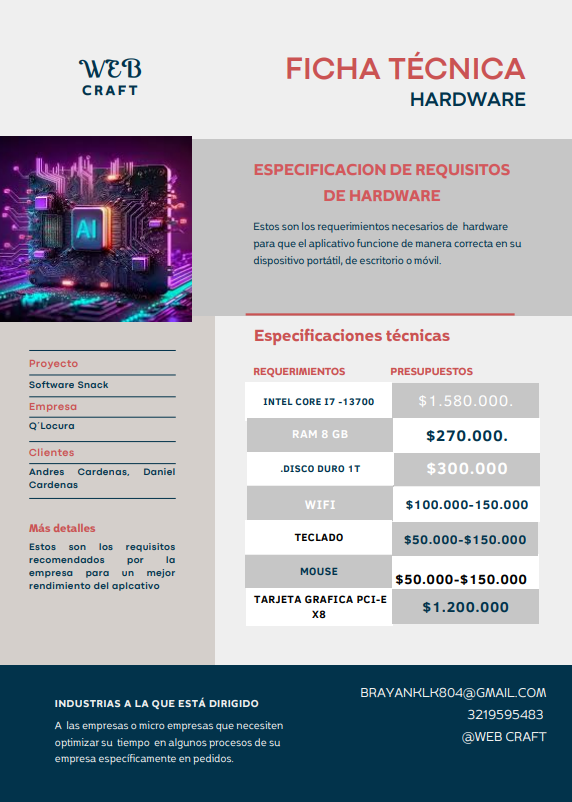 WEB
CRAFT
FICHA TÉCNICA
HARDWARE
AI
ESPECIFICACION DE REQUISITOS
DE HARDWARE
Estos son los requerimientos necesarios de hardware
para que el aplicativo funcione de manera correcta en su
dispositivo portátil, de escritorio o móvil.
Proyecto
Software Snack
Empresa
Q´Locura
Clientes
Andres Cardenas, Daniel
Cardenas
Más detalles
Estos son los requisitos
recomendados por la
empresa para un mejor
rendimiento del aplcativo
Especificaciones técnicas
REQUERIMIENTOS PRESUPUESTOS
INTEL CORE I7 -13700 $1.580.000.
RAM 8 GB $270.000.
.DISCO DURO 1T $300.000
WIFI $100.000-150.000
TECLADO $50.000-$150.000
MOUSE $50.000-$150.000
TARJETA GRAFICA PCI-E
X8 $1.200.000
INDUSTRIAS A LA QUE ESTÁ DIRIGIDO
A las empresas o micro empresas que necesiten
optimizar su tiempo en algunos procesos de su
empresa específicamente en pedidos.
BRAYANKLK804@GMAIL.COM
3219595483
@WEB CRAFT